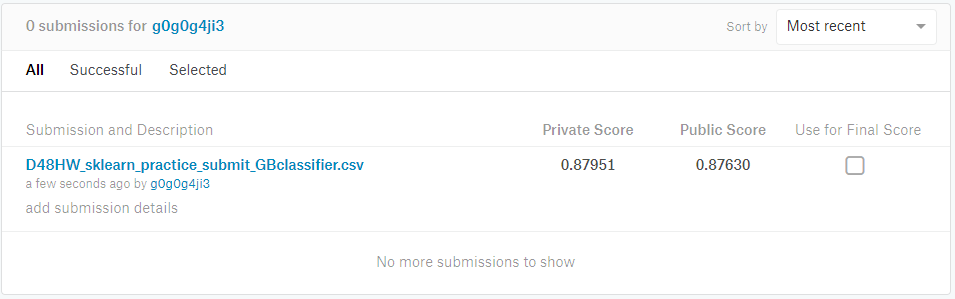 0 submissions for g0g0g4ji3 Sort by Most recent
All Successful Selected
Submission and Description Private Score Public Score Use for Final Score
D48HW_sklearn_practice_submit_GBclassifier.csv 0.87951 0.87630
a few seconds ago by g0g0g4ji3
add submission details
No more submissions to show